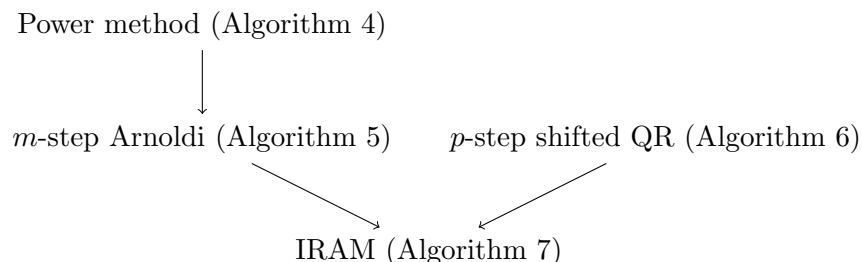 Power method (Algorithm 4)
m-step Arnoldi (Algorithm 5) p-step shifted QR (Algorithm 6)
IRAM (Algorithm 7)